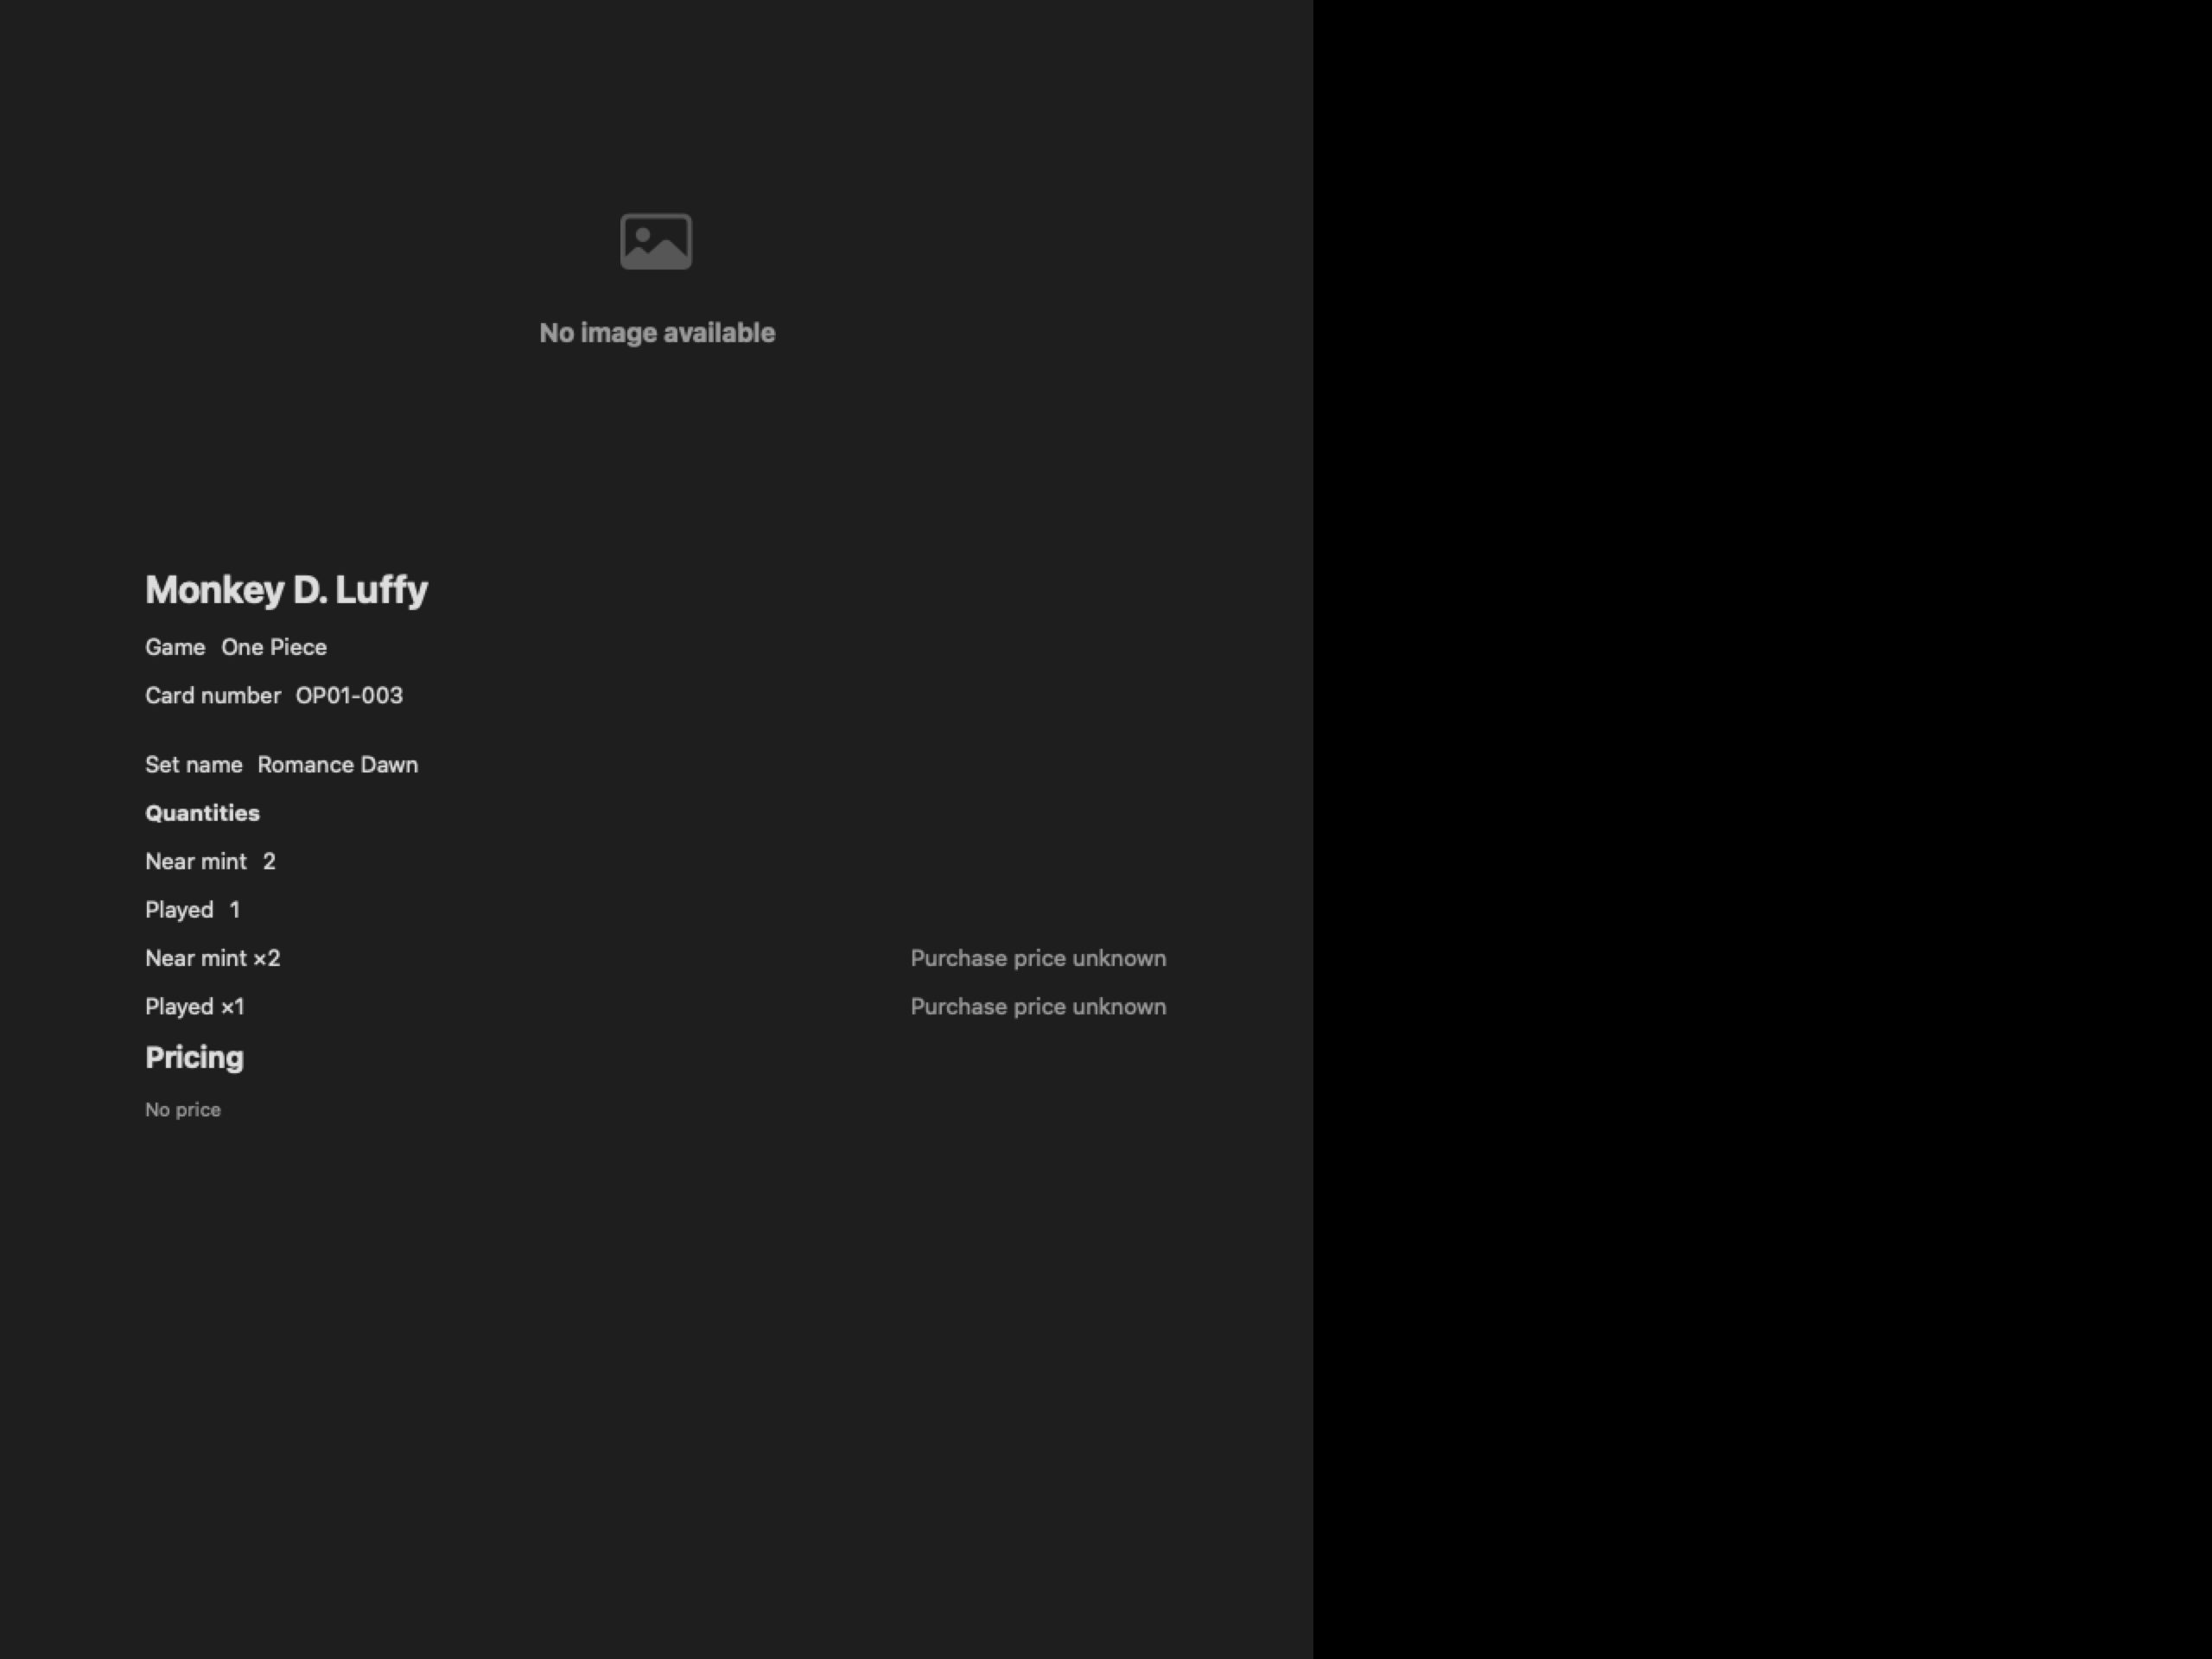 No image available
Monkey D. Luffy
Game One Piece
Card number OP01-003
Set name Romance Dawn
Quantities
Near mint 2
Played 1
Near mint ×2 Purchase price unknown
Played ×1 Purchase price unknown
Pricing
No price